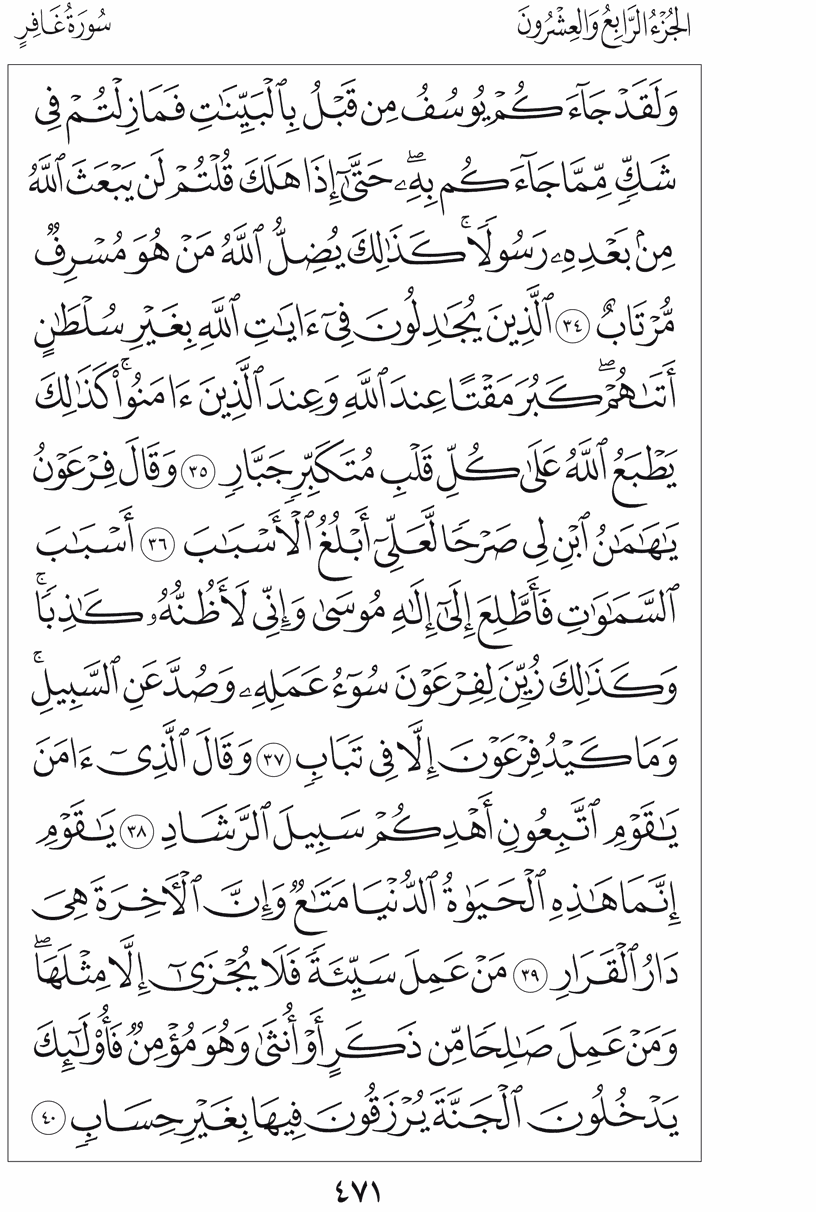 الجُزْءُ الرَّابِعُ وَالعِشْرُونَ
سُورَةُ غَافِرٍ
وَلَقَدْ جَآءَكُمْ يُوسُفُ مِن قَبْلُ بِٱلْبَيِّنَٰتِ فَمَا زِلْتُمْ فِى
شَكٍّ مِّمَّا جَآءَكُم بِهِۦۖ حَتَّىٰٓ إِذَا هَلَكَ قُلْتُمْ لَن يَبْعَثَ ٱللَّهُ
مِنۢ بَعْدِهِۦ رَسُولًاۚ كَذَٰلِكَ يُضِلُّ ٱللَّهُ مَنْ هُوَ مُسْرِفٌ
مُّرْتَابٌ ٣٤ ٱلَّذِينَ يُجَٰدِلُونَ فِىٓ ءَايَٰتِ ٱللَّهِ بِغَيْرِ سُلْطَٰنٍ
أَتَىٰهُمْۖ كَبُرَ مَقْتًا عِندَ ٱللَّهِ وَعِندَ ٱلَّذِينَ ءَامَنُوا۟ۚ كَذَٰلِكَ
يَطْبَعُ ٱللَّهُ عَلَىٰ كُلِّ قَلْبِ مُتَكَبِّرٍ جَبَّارٍ ٣٥ وَقَالَ فِرْعَوْنُ
يَٰهَٰمَٰنُ ٱبْنِ لِى صَرْحًا لَّعَلِّىٓ أَبْلُغُ ٱلْأَسْبَٰبَ ٣٦ أَسْبَٰبَ
ٱلسَّمَٰوَٰتِ فَأَطَّلِعَ إِلَىٰٓ إِلَٰهِ مُوسَىٰ وَإِنِّى لَأَظُنُّهُۥ كَٰذِبًاۚ
وَكَذَٰلِكَ زُيِّنَ لِفِرْعَوْنَ سُوٓءُ عَمَلِهِۦ وَصُدَّ عَنِ ٱلسَّبِيلِۚ
وَمَا كَيْدُ فِرْعَوْنَ إِلَّا فِى تَبَابٍ ٣٧ وَقَالَ ٱلَّذِىٓ ءَامَنَ
يَٰقَوْمِ ٱتَّبِعُونِ أَهْدِكُمْ سَبِيلَ ٱلرَّشَادِ ٣٨ يَٰقَوْمِ
إِنَّمَا هَٰذِهِ ٱلْحَيَوٰةُ ٱلدُّنْيَا مَتَٰعٌ وَإِنَّ ٱلْءَاخِرَةَ هِىَ
دَارُ ٱلْقَرَارِ ٣٩ مَنْ عَمِلَ سَيِّئَةً فَلَا يُجْزَىٰٓ إِلَّا مِثْلَهَاۖ
وَمَنْ عَمِلَ صَٰلِحًا مِّن ذَكَرٍ أَوْ أُنثَىٰ وَهُوَ مُؤْمِنٌ فَأُو۟لَٰٓئِكَ
يَدْخُلُونَ ٱلْجَنَّةَ يُرْزَقُونَ فِيهَا بِغَيْرِ حِسَابٍ ٤٠
٤٧١